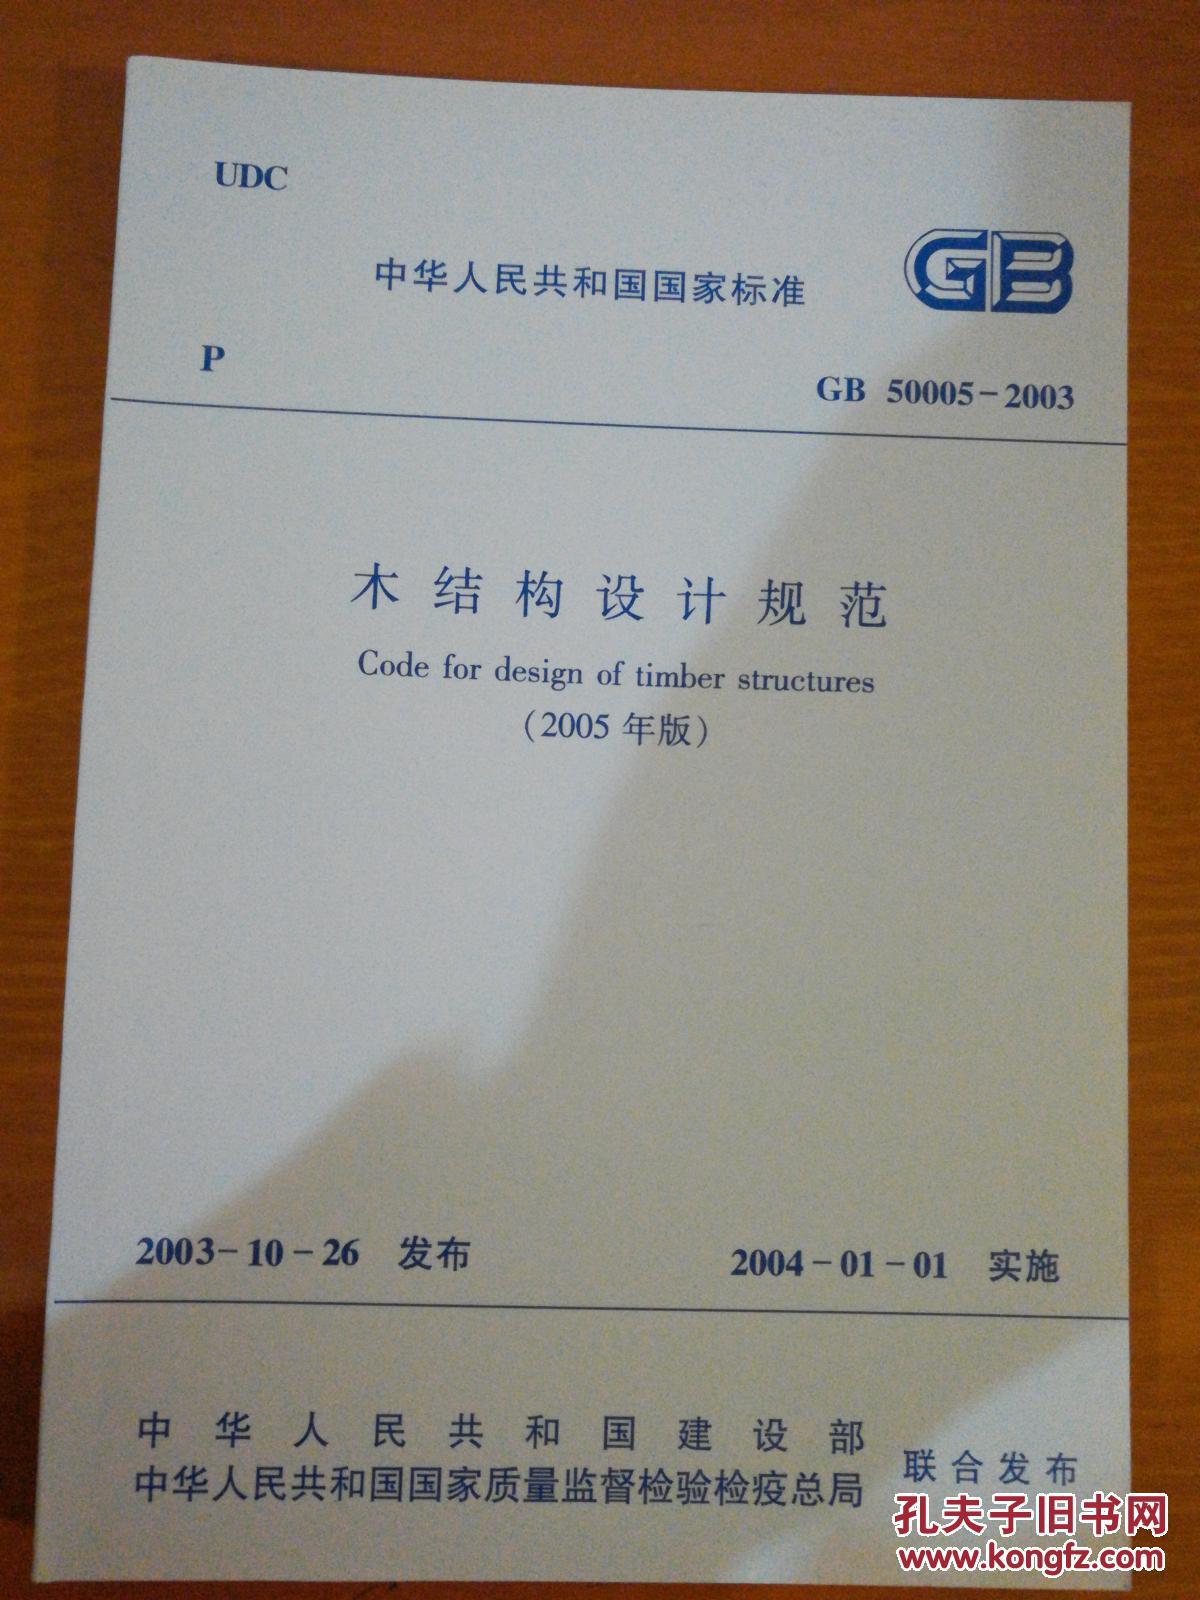 UDC
中华人民共和国国家标准
GB
P
GB 50005-2003
木结构设计规范
Code for design of timber structures
(2005 年版)
2003-10-26 发布
2004-01-01 实施
中华人民共和国建设部
中华人民共和国国家质量监督检验检疫总局
联合发布
孔夫子旧书网
www.kongfz.com